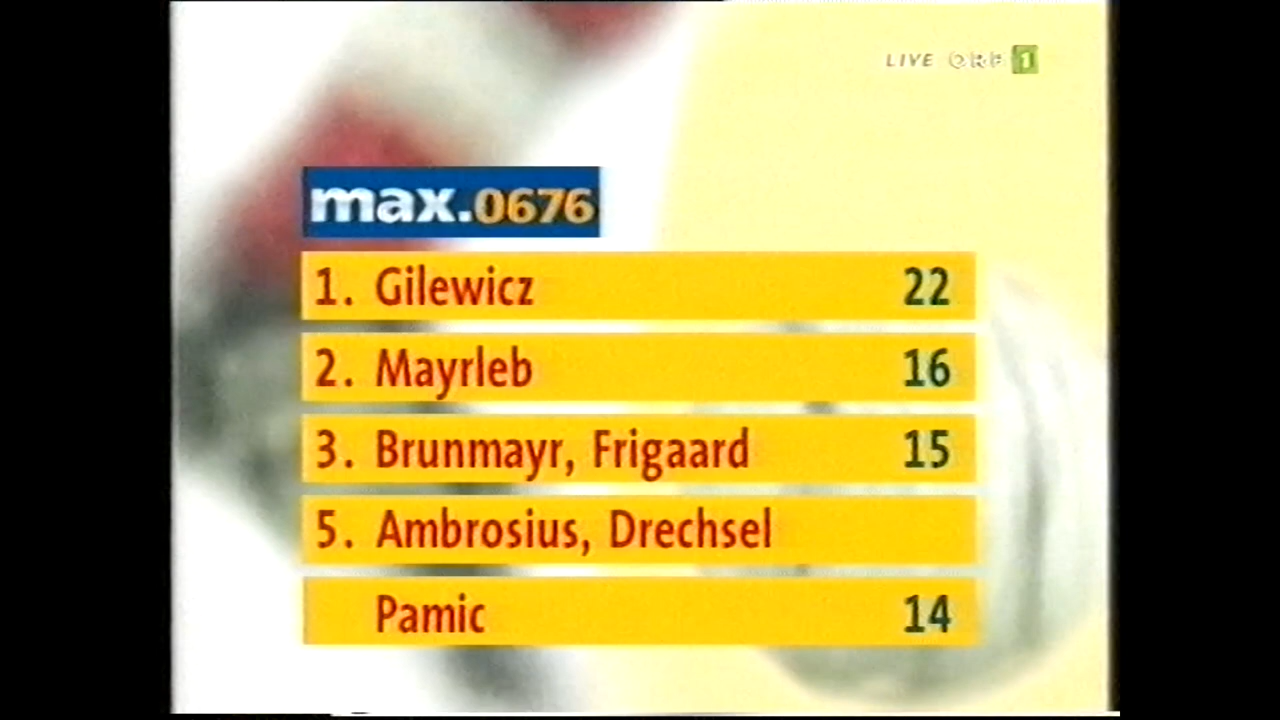 LIVE ORF 1
max.0676
1. Gilewicz 22
2. Mayrleb 16
3. Brunmayr, Frigaard 15
5. Ambrosius, Drechsel
Pamic 14